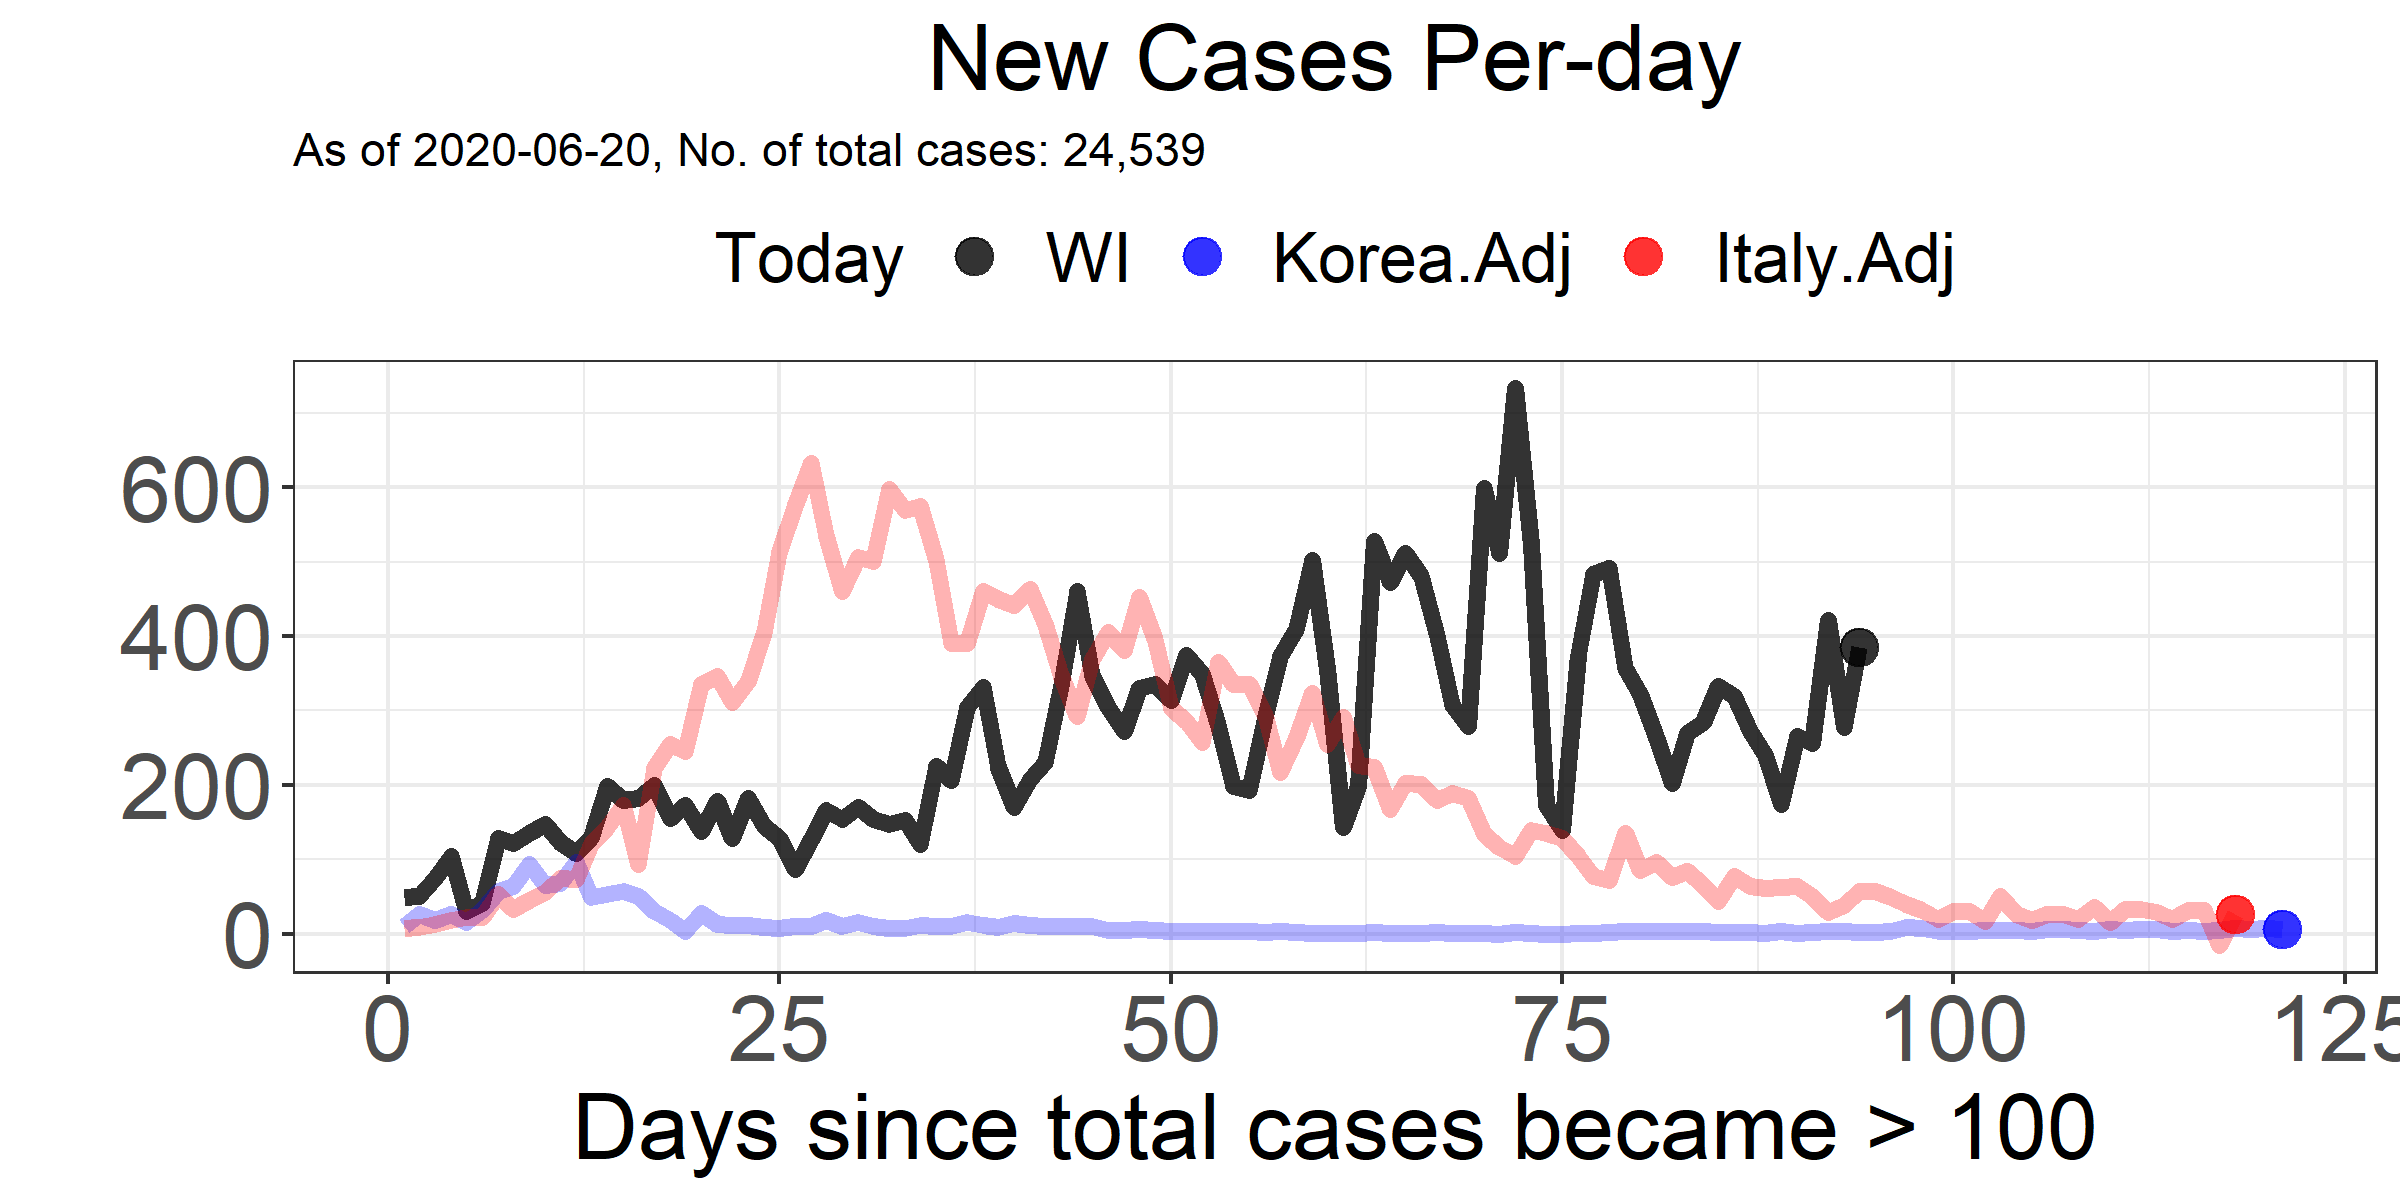 New Cases Per-day
As of 2020-06-20, No. of total cases: 24,539
Today WI Korea.Adj Italy.Adj
600
400
200
0
0 25 50 75 100 125
Days since total cases became > 100